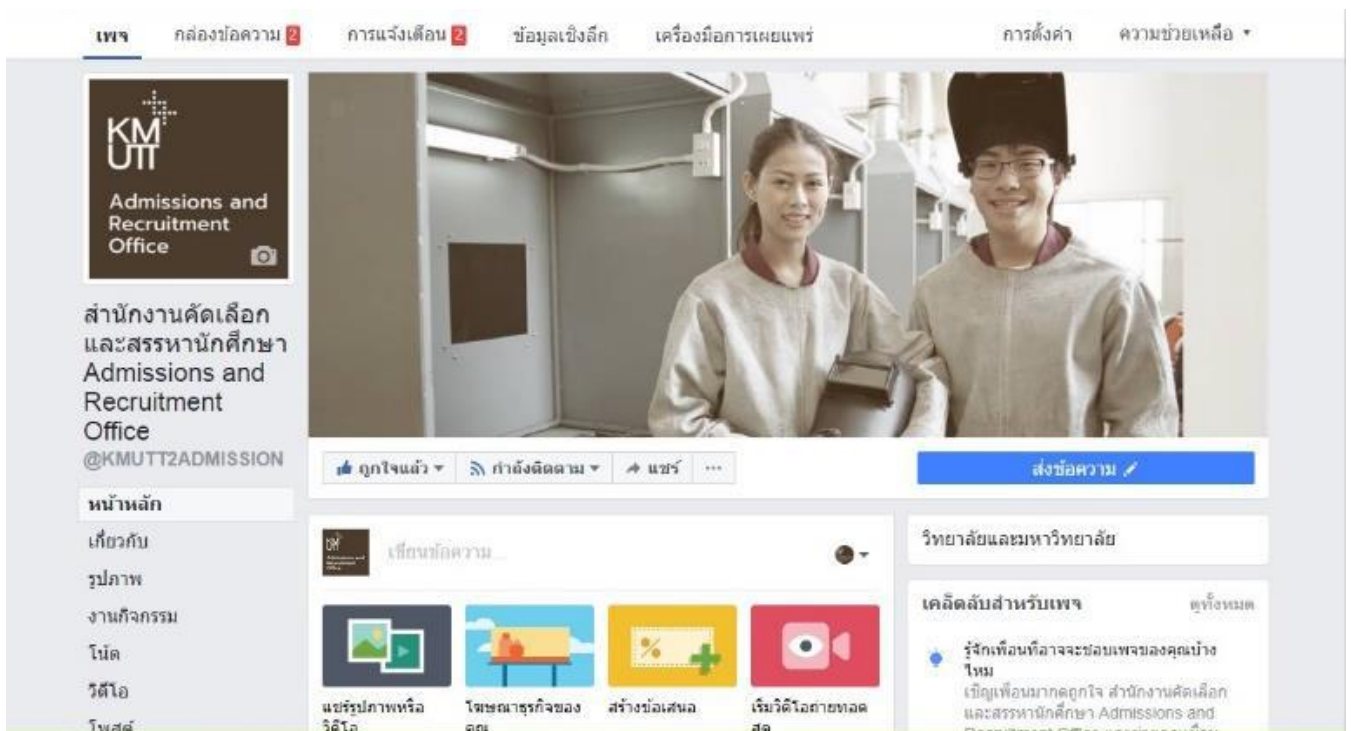 เพจ กล่องข้อความ 2 การแจ้งเตือน 2 ข้อมูลเชิงลึก เครื่องมือการเผยแพร่ การตั้งค่า ความช่วยเหลือ
KM
UTT
Admissions and
Recruitment
Office
สำนักงานคัดเลือก
และสรรหานักศึกษา
Admissions and
Recruitment
Office
@KMUTT2ADMISSION
ถูกใจแล้ว กำลังติดตาม แชร์ ... ส่งข้อความ
หน้าหลัก
เกี่ยวกับ
รูปภาพ
งานกิจกรรม
โน้ต
วิดีโอ
โพสต์
เขียนข้อความ...
แชร์รูปภาพหรือ
วิดีโอ
โฆษณาธุรกิจของ
คุณ
สร้างข้อเสนอ
เริ่มวิดีโอถ่ายทอด
สด
วิทยาลัยและมหาวิทยาลัย
เคล็ดลับสำหรับเพจ ดูทั้งหมด
รู้จักเพื่อนที่อาจจะชอบเพจของคุณบ้าง
ไหม
เชิญเพื่อนมากดถูกใจ สำนักงานคัดเลือก
และสรรหานักศึกษา Admissions and